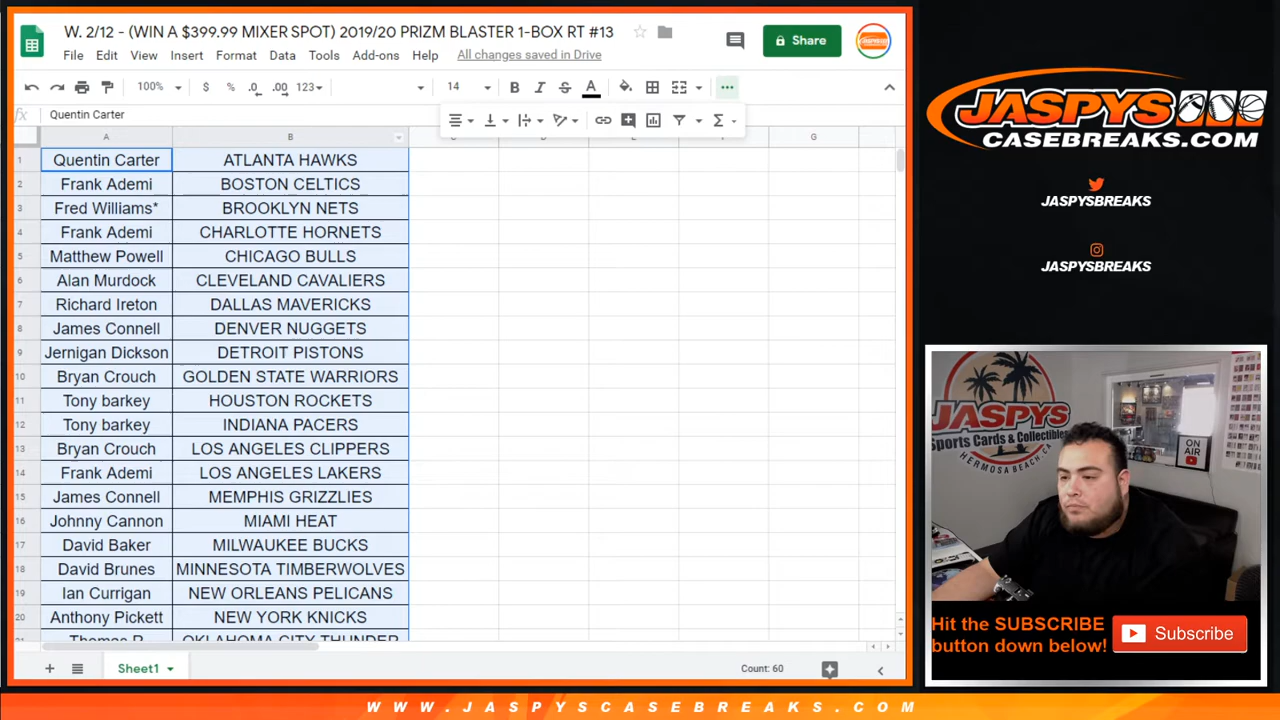 W. 2/12 - (WIN A $399.99 MIXER SPOT) 2019/20 PRIZM BLASTER 1-BOX RT #13
File Edit View Insert Format Data Tools Add-ons Help All changes saved in Drive
Share
100% $ % .0 .00 123 14 B I S A
fx Quentin Carter
A B G
1 Quentin Carter ATLANTA HAWKS
2 Frank Ademi BOSTON CELTICS
3 Fred Williams* BROOKLYN NETS
4 Frank Ademi CHARLOTTE HORNETS
5 Matthew Powell CHICAGO BULLS
6 Alan Murdock CLEVELAND CAVALIERS
7 Richard Ireton DALLAS MAVERICKS
8 James Connell DENVER NUGGETS
9 Jernigan Dickson DETROIT PISTONS
10 Bryan Crouch GOLDEN STATE WARRIORS
11 Tony barkey HOUSTON ROCKETS
12 Tony barkey INDIANA PACERS
13 Bryan Crouch LOS ANGELES CLIPPERS
14 Frank Ademi LOS ANGELES LAKERS
15 James Connell MEMPHIS GRIZZLIES
16 Johnny Cannon MIAMI HEAT
17 David Baker MILWAUKEE BUCKS
18 David Brunes MINNESOTA TIMBERWOLVES
19 Ian Currigan NEW ORLEANS PELICANS
20 Anthony Pickett NEW YORK KNICKS
Thomas R OKLAHOMA CITY THUNDER
Sheet1
Count: 60
JASPYS
CASEBREAKS.COM
JASPYSBREAKS
JASPYSBREAKS
JASPYS
Sports Cards & Collectibles
HERMOSA BEACH, CA
ON AIR
Hit the SUBSCRIBE
button down below!
Subscribe
WWW.JASPYSCASEBREAKS.COM